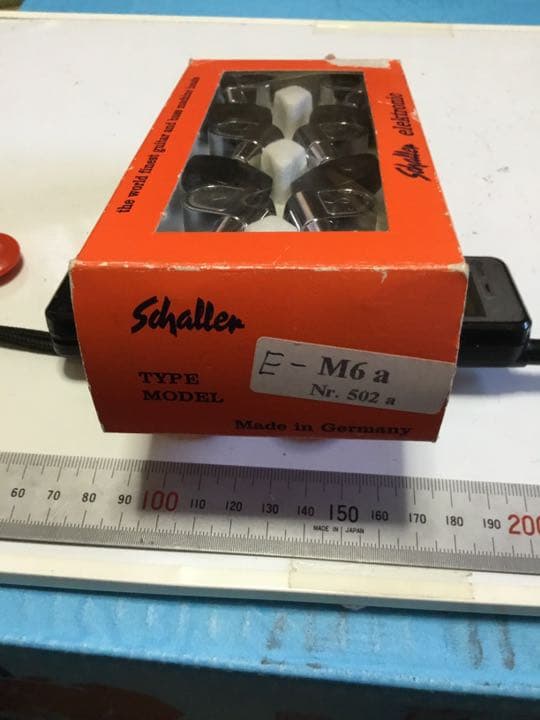 the world finest guitar and bass machine heads
Schaller elektronic
Schaller
TYPE
MODEL
E - M6 a
Nr. 502 a
Made in Germany
60 70 80 90 100 110 120 130 140 150 160 170 180 190 200
MADE IN JAPAN